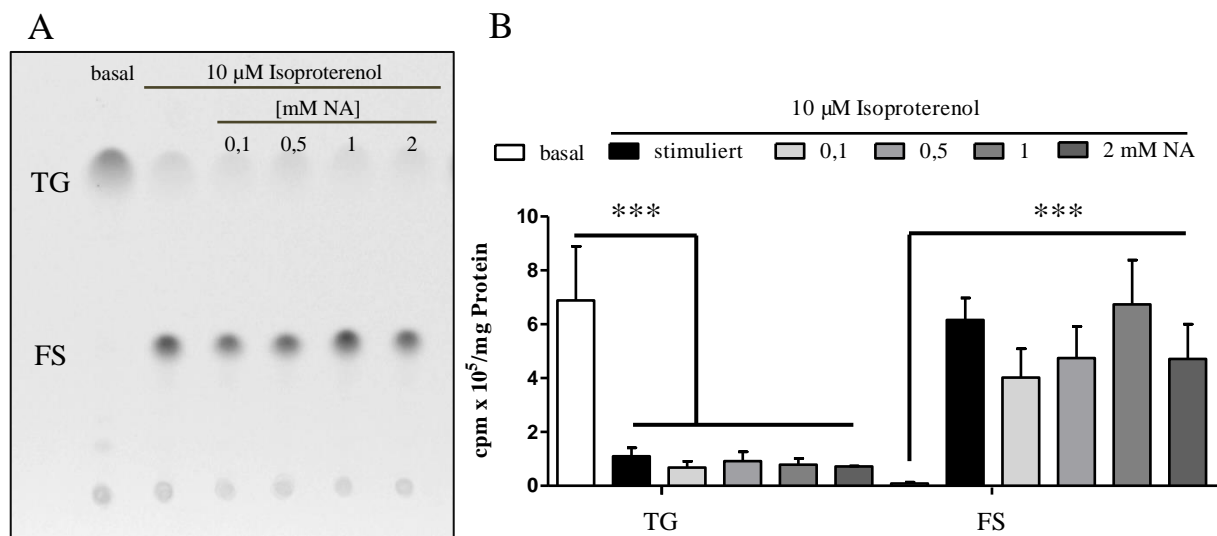 A
basal
10 µM Isoproterenol
[mM NA]
0,1 0,5 1 2
TG
FS
B
10 µM Isoproterenol
basal stimuliert 0,1 0,5 1 2 mM NA
*** ***
cpm x 10⁵/mg Protein
10
8
6
4
2
0
TG FS